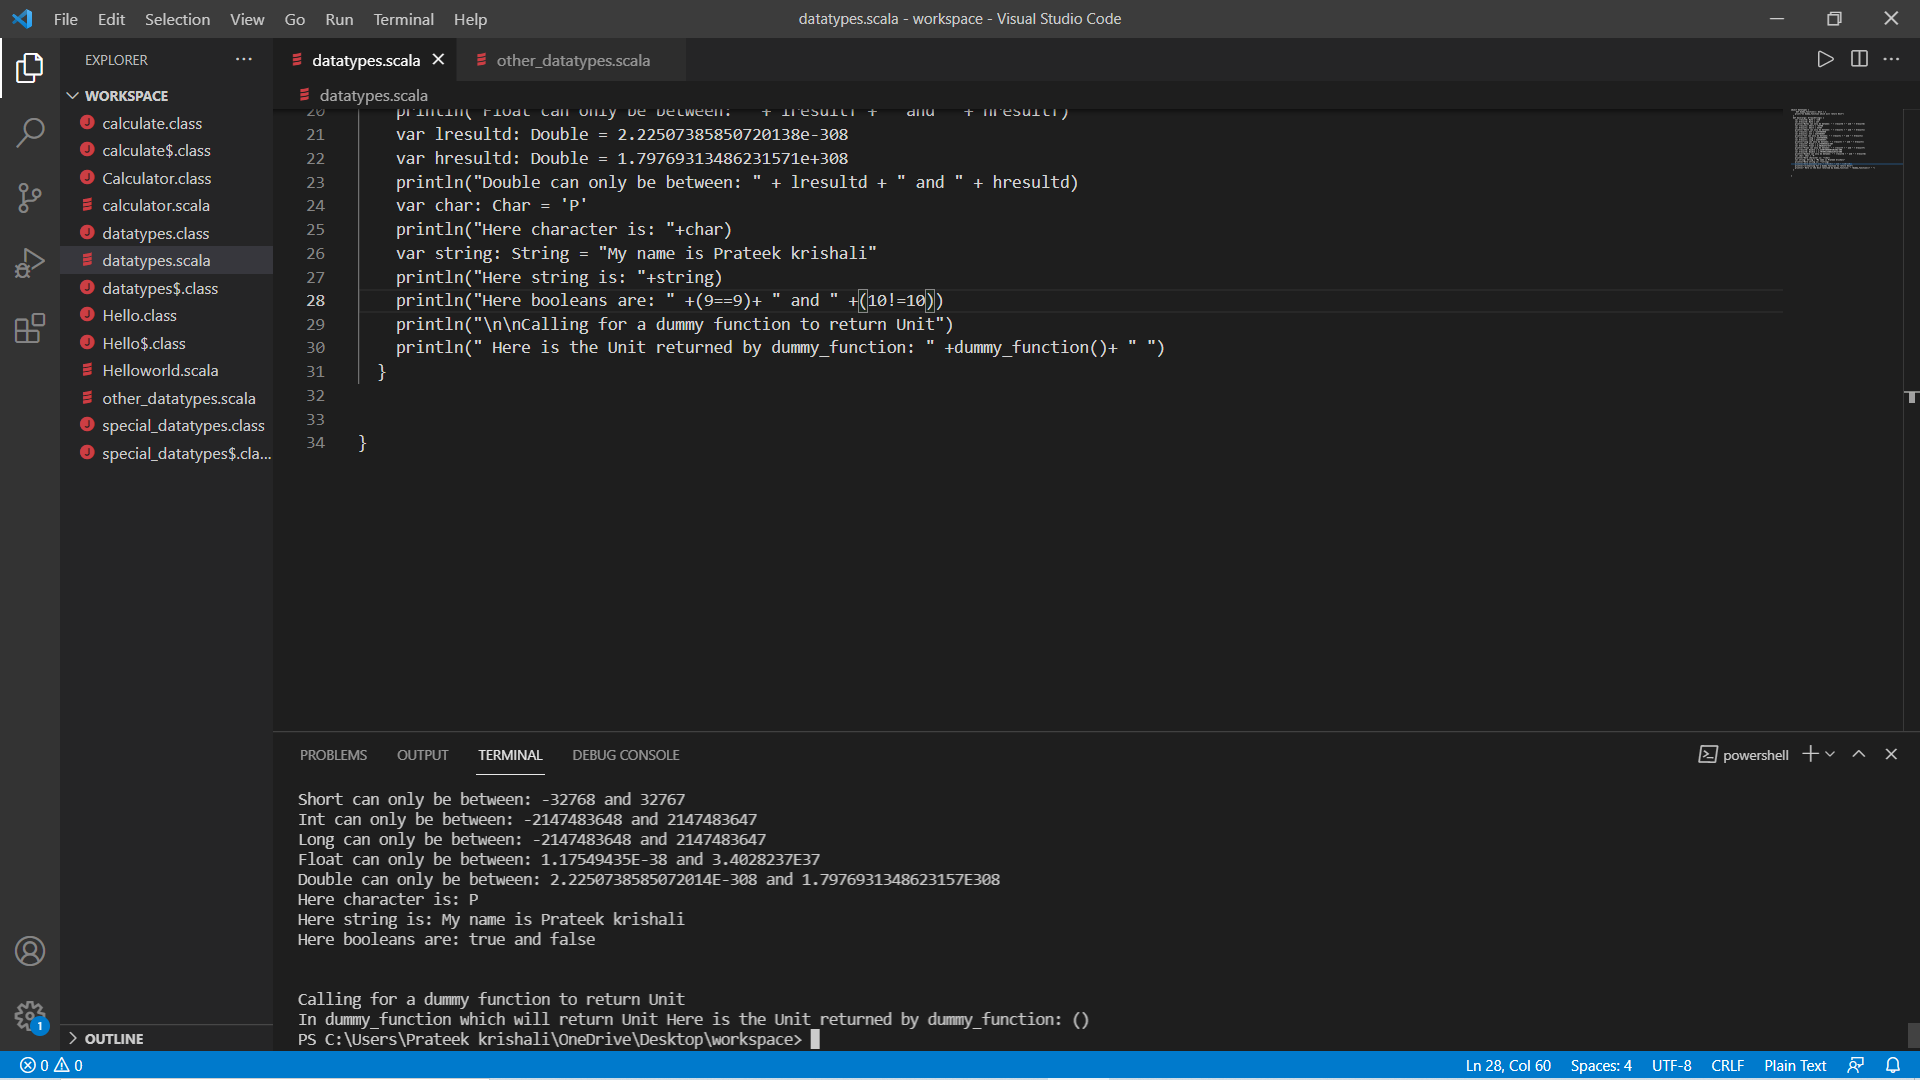 File Edit Selection View Go Run Terminal Help
datatypes.scala - workspace - Visual Studio Code
EXPLORER
datatypes.scala
other_datatypes.scala
WORKSPACE
calculate.class
calculate$.class
Calculator.class
calculator.scala
datatypes.class
datatypes.scala
datatypes$.class
Hello.class
Hello$.class
Helloworld.scala
other_datatypes.scala
special_datatypes.class
special_datatypes$.cla...
OUTLINE
datatypes.scala
20 println("Float can only be between: " + lresultf + " and " + hresultf)
21 var lresultd: Double = 2.22507385850720138e-308
22 var hresultd: Double = 1.79769313486231571e+308
23 println("Double can only be between: " + lresultd + " and " + hresultd)
24 var char: Char = 'P'
25 println("Here character is: "+char)
26 var string: String = "My name is Prateek krishali"
27 println("Here string is: "+string)
28 println("Here booleans are: " +(9==9)+ " and " +(10!=10))
29 println("\n\nCalling for a dummy function to return Unit")
30 println(" Here is the Unit returned by dummy_function: " +dummy_function()+ " ")
31 }
32
33
34 }
PROBLEMS OUTPUT TERMINAL DEBUG CONSOLE
powershell
Short can only be between: -32768 and 32767
Int can only be between: -2147483648 and 2147483647
Long can only be between: -2147483648 and 2147483647
Float can only be between: 1.17549435E-38 and 3.4028237E37
Double can only be between: 2.2250738585072014E-308 and 1.7976931348623157E308
Here character is: P
Here string is: My name is Prateek krishali
Here booleans are: true and false
Calling for a dummy function to return Unit
In dummy_function which will return Unit Here is the Unit returned by dummy_function: ()
PS C:\Users\Prateek krishali\OneDrive\Desktop\workspace>
1
0 0
Ln 28, Col 60 Spaces: 4 UTF-8 CRLF Plain Text